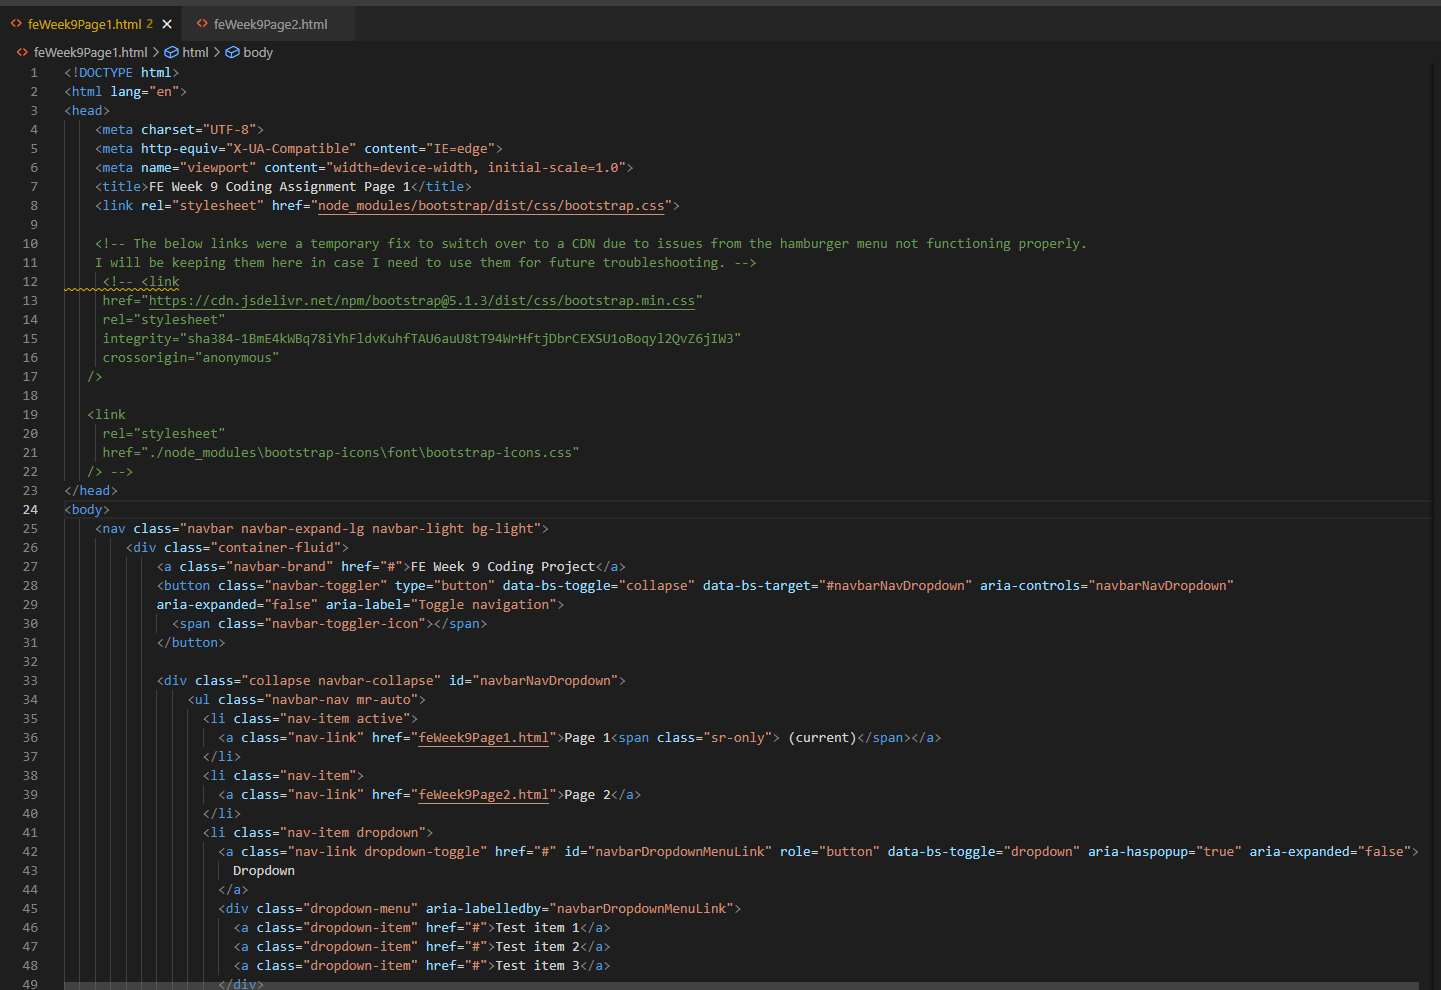 feWeek9Page1.html 2
feWeek9Page2.html
feWeek9Page1.html > html > body
1 <!DOCTYPE html>
2 <html lang="en">
3 <head>
4 <meta charset="UTF-8">
5 <meta http-equiv="X-UA-Compatible" content="IE=edge">
6 <meta name="viewport" content="width=device-width, initial-scale=1.0">
7 <title>FE Week 9 Coding Assignment Page 1</title>
8 <link rel="stylesheet" href="node_modules/bootstrap/dist/css/bootstrap.css">
9
10 <!-- The below links were a temporary fix to switch over to a CDN due to issues from the hamburger menu not functioning properly.
11 I will be keeping them here in case I need to use them for future troubleshooting. -->
12 <!-- <link
13 href="https://cdn.jsdelivr.net/npm/bootstrap@5.1.3/dist/css/bootstrap.min.css"
14 rel="stylesheet"
15 integrity="sha384-1BmE4kWBq78iYhFldvKuhfTAU6auU8tT94WrHftjDbrCEXSU1oBoqyl2QvZ6jIW3"
16 crossorigin="anonymous"
17 />
18
19 <link
20 rel="stylesheet"
21 href="./node_modules\bootstrap-icons\font\bootstrap-icons.css"
22 /> -->
23 </head>
24 <body>
25 <nav class="navbar navbar-expand-lg navbar-light bg-light">
26 <div class="container-fluid">
27 <a class="navbar-brand" href="#">FE Week 9 Coding Project</a>
28 <button class="navbar-toggler" type="button" data-bs-toggle="collapse" data-bs-target="#navbarNavDropdown" aria-controls="navbarNavDropdown"
29 aria-expanded="false" aria-label="Toggle navigation">
30 <span class="navbar-toggler-icon"></span>
31 </button>
32
33 <div class="collapse navbar-collapse" id="navbarNavDropdown">
34 <ul class="navbar-nav mr-auto">
35 <li class="nav-item active">
36 <a class="nav-link" href="feWeek9Page1.html">Page 1<span class="sr-only"> (current)</span></a>
37 </li>
38 <li class="nav-item">
39 <a class="nav-link" href="feWeek9Page2.html">Page 2</a>
40 </li>
41 <li class="nav-item dropdown">
42 <a class="nav-link dropdown-toggle" href="#" id="navbarDropdownMenuLink" role="button" data-bs-toggle="dropdown" aria-haspopup="true" aria-expanded="false">
43 Dropdown
44 </a>
45 <div class="dropdown-menu" aria-labelledby="navbarDropdownMenuLink">
46 <a class="dropdown-item" href="#">Test item 1</a>
47 <a class="dropdown-item" href="#">Test item 2</a>
48 <a class="dropdown-item" href="#">Test item 3</a>
49 </div>